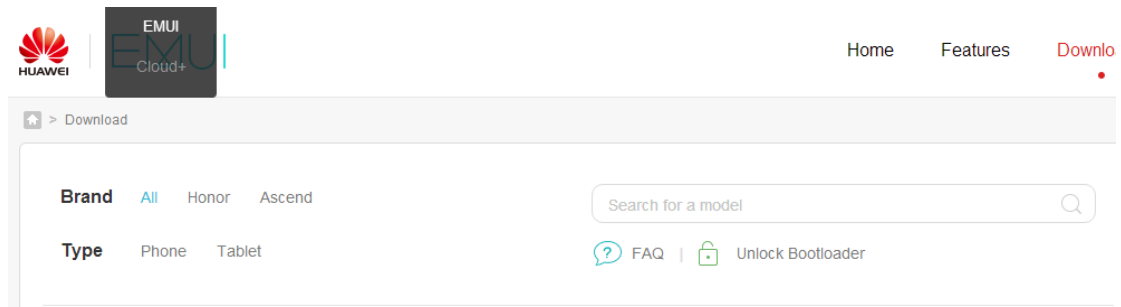 HUAWEI
EMUI
EMUI
Cloud+
Home Features Downlo
> Download
Brand All Honor Ascend
Search for a model
Type Phone Tablet
? FAQ | Unlock Bootloader